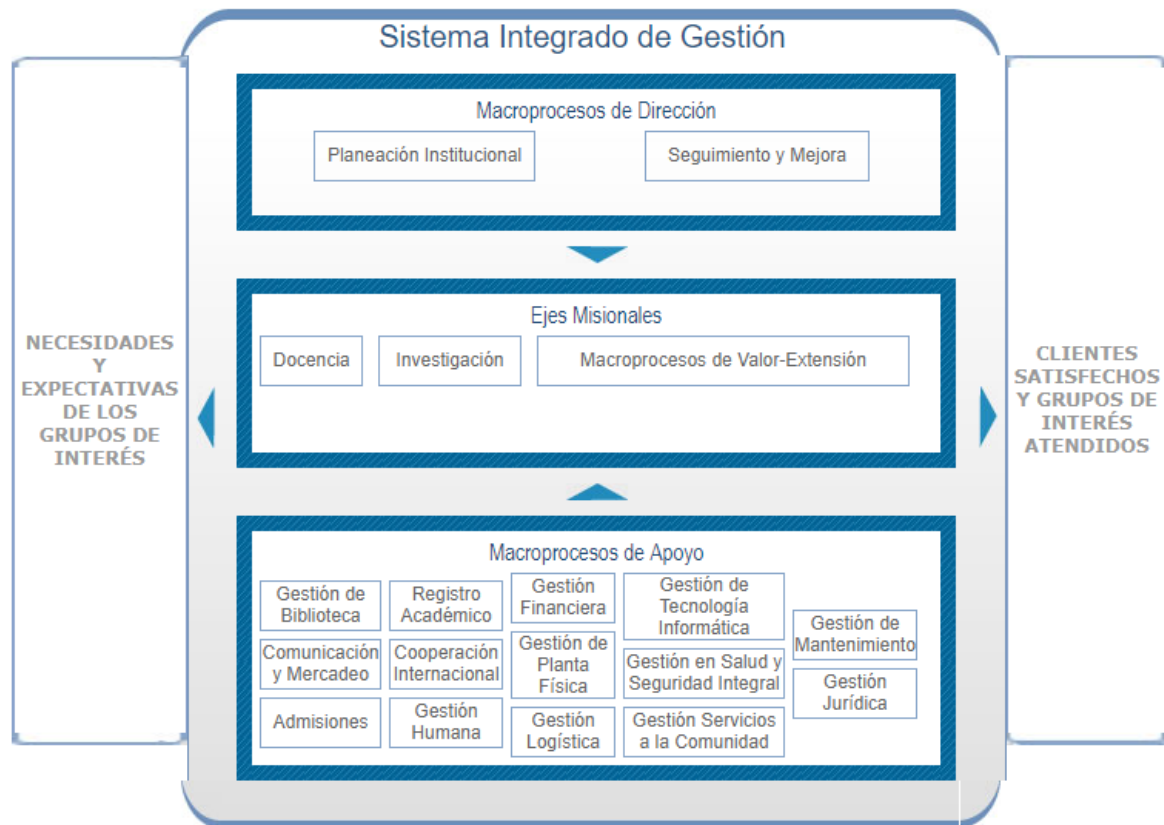 Sistema Integrado de Gestión
NECESIDADES
Y
EXPECTATIVAS
DE LOS
GRUPOS DE
INTERÉS
Macroprocesos de Dirección
Planeación Institucional
Seguimiento y Mejora
Ejes Misionales
Docencia
Investigación
Macroprocesos de Valor-Extensión
Macroprocesos de Apoyo
Gestión de
Biblioteca
Comunicación
y Mercadeo
Admisiones
Registro
Académico
Cooperación
Internacional
Gestión
Humana
Gestión
Financiera
Gestión de
Planta
Física
Gestión
Logística
Gestión de
Tecnología
Informática
Gestión en Salud y
Seguridad Integral
Gestión Servicios
a la Comunidad
Gestión de
Mantenimiento
Gestión
Jurídica
CLIENTES
SATISFECHOS
Y GRUPOS DE
INTERÉS
ATENDIDOS